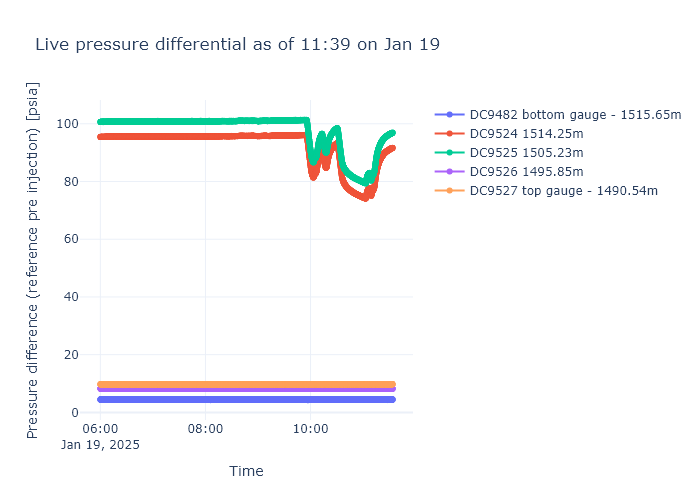 Live pressure differential as of 11:39 on Jan 19
Pressure difference (reference pre injection) [psia]
100
80
60
40
20
0
06:00
Jan 19, 2025
08:00
10:00
Time
DC9482 bottom gauge - 1515.65m
DC9524 1514.25m
DC9525 1505.23m
DC9526 1495.85m
DC9527 top gauge - 1490.54m